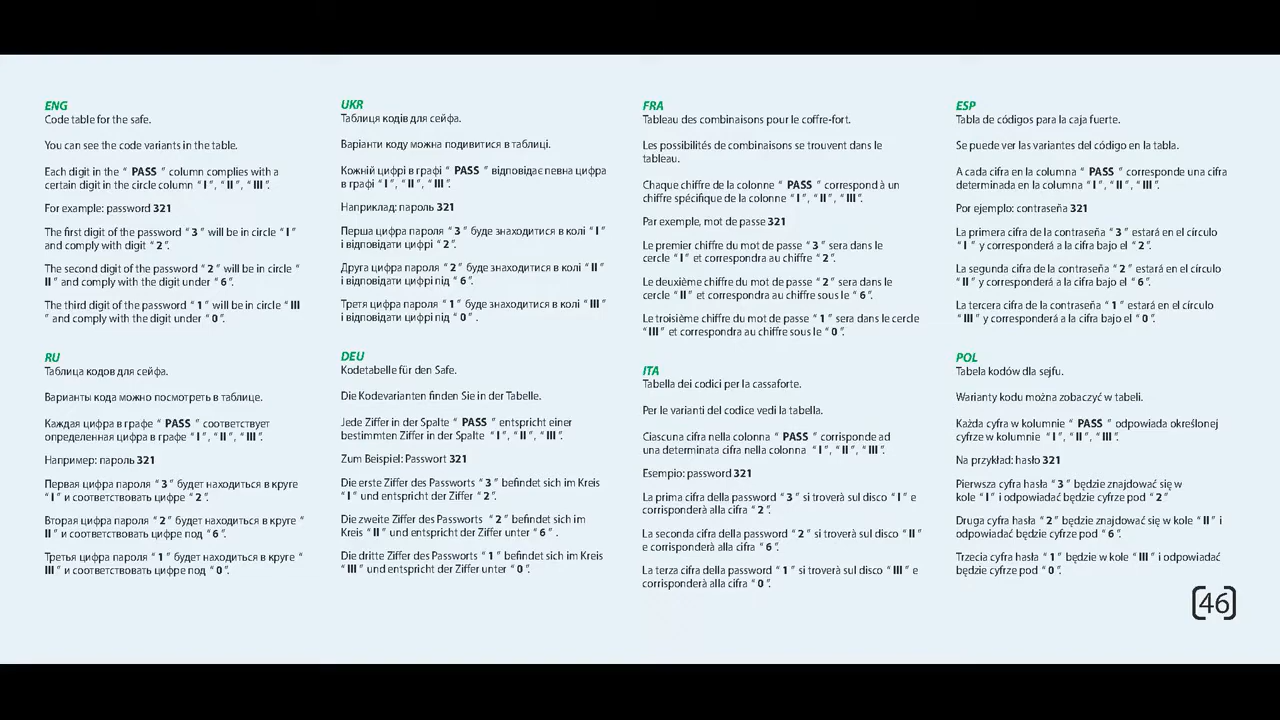 ENG
Code table for the safe.
You can see the code variants in the table.
Each digit in the “ PASS ” column complies with a
certain digit in the circle column “ I ”, “ II ”, “ III ”.
For example: password 321
The first digit of the password “ 3 ” will be in circle “ I ”
and comply with digit “ 2 ”.
The second digit of the password “ 2 ” will be in circle “
II ” and comply with the digit under “ 6 ”.
The third digit of the password “ 1 ” will be in circle “ III
” and comply with the digit under “ 0 ”.
RU
Таблица кодов для сейфа.
Варианты кода можно посмотреть в таблице.
Каждая цифра в графе “ PASS ” соответствует
определенная цифра в графе “ I ”, “ II ”, “ III ”.
Например: пароль 321
Первая цифра пароля “ 3 ” будет находиться в круге
“ I ” и соответствовать цифре “ 2 ”.
Вторая цифра пароля “ 2 ” будет находиться в круге “
II ” и соответствовать цифре под “ 6 ”.
Третья цифра пароля “ 1 ” будет находиться в круге “
III ” и соответствовать цифре под “ 0 ”.
UKR
Таблиця кодів для сейфа.
Варіанти коду можна подивитися в таблиці.
Кожній цифрі в графі “ PASS ” відповідає певна цифра
в графі “ I ”, “ II ”, “ III ”.
Наприклад: пароль 321
Перша цифра пароля “ 3 ” буде знаходитися в колі “ I ”
і відповідати цифрі “ 2 ”.
Друга цифра пароля “ 2 ” буде знаходитися в колі “ II ”
і відповідати цифрі під “ 6 ”.
Третя цифра пароля “ 1 ” буде знаходитися в колі “ III ”
і відповідати цифрі під “ 0 ” .
DEU
Kodetabelle für den Safe.
Die Kodevarianten finden Sie in der Tabelle.
Jede Ziffer in der Spalte “ PASS ” entspricht einer
bestimmten Ziffer in der Spalte “ I ”, “ II ”, “ III ”.
Zum Beispiel: Passwort 321
Die erste Ziffer des Passworts “ 3 ” befindet sich im Kreis
“ I ” und entspricht der Ziffer “ 2 ”.
Die zweite Ziffer des Passworts “ 2 ” befindet sich im
Kreis “ II ” und entspricht der Ziffer unter “ 6 ” .
Die dritte Ziffer des Passworts “ 1 ” befindet sich im Kreis
“ III ” und entspricht der Ziffer unter “ 0 ”.
FRA
Tableau des combinaisons pour le coffre-fort.
Les possibilités de combinaisons se trouvent dans le
tableau.
Chaque chiffre de la colonne “ PASS ” correspond à un
chiffre spécifique de la colonne “ I ”, “ II ”, “ III ”.
Par exemple, mot de passe 321
Le premier chiffre du mot de passe “ 3 ” sera dans le
cercle “ I ” et correspondra au chiffre “ 2 ”.
Le deuxième chiffre du mot de passe “ 2 ” sera dans le
cercle “ II ” et correspondra au chiffre sous le “ 6 ”.
Le troisième chiffre du mot de passe “ 1 ” sera dans le cercle
“ III ” et correspondra au chiffre sous le “ 0 ”.
ITA
Tabella dei codici per la cassaforte.
Per le varianti del codice vedi la tabella.
Ciascuna cifra nella colonna “ PASS ” corrisponde ad
una determinata cifra nella colonna “ I ”, “ II ”, “ III ”.
Esempio: password 321
La prima cifra della password “ 3 ” si troverà sul disco “ I ” e
corrisponderà alla cifra “ 2 ”.
La seconda cifra della password “ 2 ” si troverà sul disco “ II ”
e corrisponderà alla cifra “ 6 ”.
La terza cifra della password “ 1 ” si troverà sul disco “ III ” e
corrisponderà alla cifra “ 0 ”.
ESP
Tabla de códigos para la caja fuerte.
Se puede ver las variantes del código en la tabla.
A cada cifra en la columna “ PASS ” corresponde una cifra
determinada en la columna “ I ”, “ II ”, “ III ”.
Por ejemplo: contraseña 321
La primera cifra de la contraseña “ 3 ” estará en el círculo
“ I ” y corresponderá a la cifra bajo el “ 2 ”.
La segunda cifra de la contraseña “ 2 ” estará en el círculo
“ II ” y corresponderá a la cifra bajo el “ 6 ”.
La tercera cifra de la contraseña “ 1 ” estará en el círculo
“ III ” y corresponderá a la cifra bajo el “ 0 ”.
POL
Tabela kodów dla sejfu.
Warianty kodu można zobaczyć w tabeli.
Każda cyfra w kolumnie “ PASS ” odpowiada określonej
cyfrze w kolumnie “ I ”, “ II ”, “ III ”.
Na przykład: hasło 321
Pierwsza cyfra hasła “ 3 ” będzie znajdować się w
kole “ I ” i odpowiadać będzie cyfrze pod “ 2 ”
Druga cyfra hasła “ 2 ” będzie znajdować się w kole “ II ” i
odpowiadać będzie cyfrze pod “ 6 ”.
Trzecia cyfra hasła “ 1 ” będzie w kole “ III ” i odpowiadać
będzie cyfrze pod “ 0 ”.
[46]